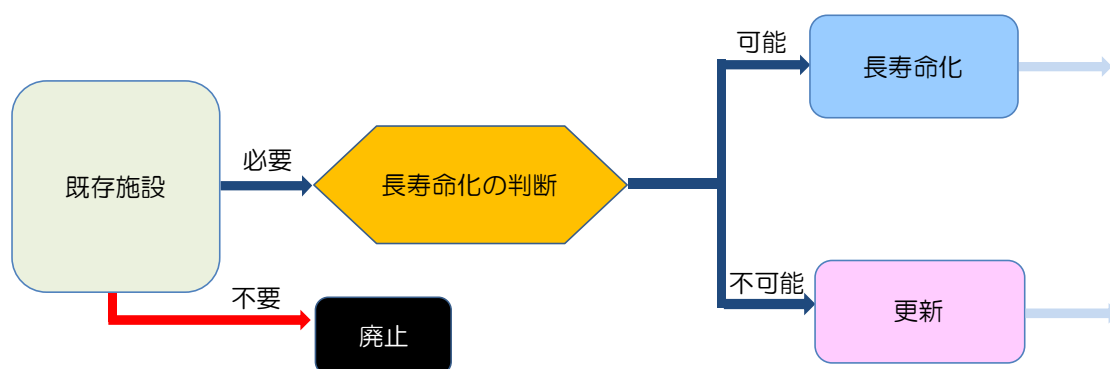 可能
長寿命化
必要
既存施設
長寿命化の判断
不可能
不要
更新
廃止